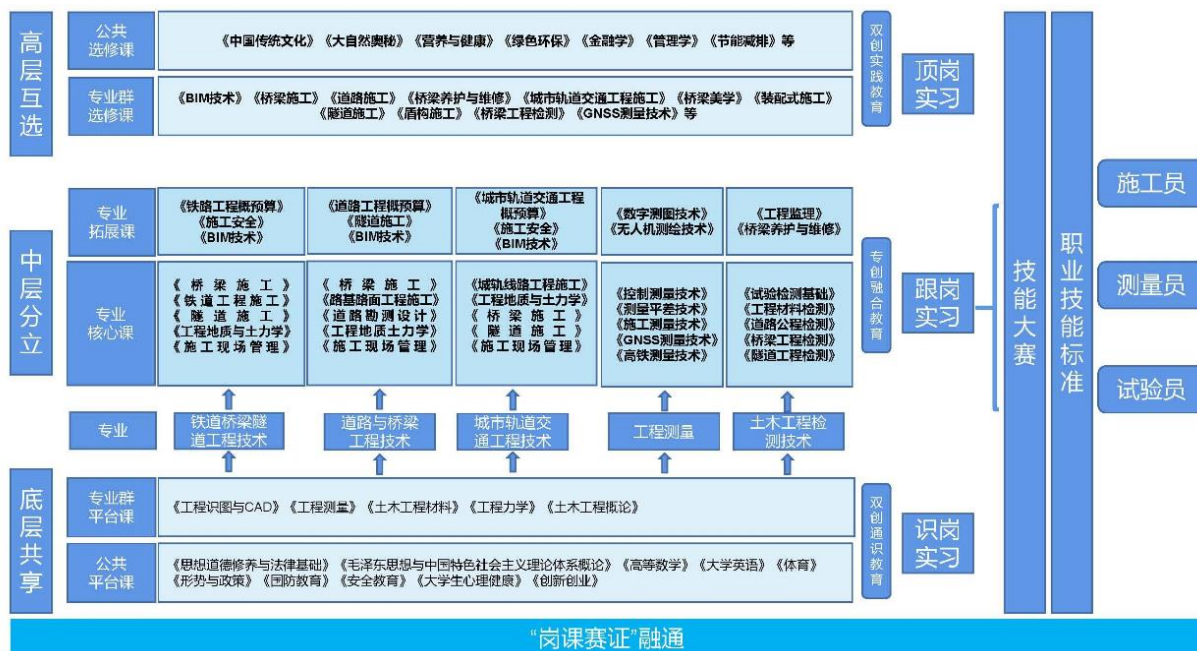 高层互选
公共
选修课
《中国传统文化》《大自然奥秘》《营养与健康》《绿色环保》《金融学》《管理学》《节能减排》等
专业群
选修课
《BIM技术》《桥梁施工》《道路施工》《桥梁养护与维修》《城市轨道交通工程施工》《桥梁美学》《装配式施工》
《隧道施工》《盾构施工》《桥梁工程检测》《GNSS测量技术》等
双创实践教育
顶岗
实习
中层分立
专业
拓展课
《铁路工程概预算》
《施工安全》
《BIM技术》
《道路工程概预算》
《隧道施工》
《BIM技术》
《城市轨道交通工程
概预算》
《施工安全》
《BIM技术》
《数字测图技术》
《无人机测绘技术》
《工程监理》
《桥梁养护与维修》
专业
核心课
《桥梁施工》
《铁道工程施工》
《隧道施工》
《工程地质与土力学》
《施工现场管理》
《桥梁施工》
《路基路面工程施工》
《道路勘测设计》
《工程地质土力学》
《施工现场管理》
《城轨线路工程施工》
《工程地质与土力学》
《桥梁施工》
《隧道施工》
《施工现场管理》
《控制测量技术》
《测量平差技术》
《施工测量技术》
《GNSS测量技术》
《高铁测量技术》
《试验检测基础》
《工程材料检测》
《道路公程检测》
《桥梁工程检测》
《隧道工程检测》
专创融合教育
跟岗
实习
专业
铁道桥梁隧
道工程技术
道路与桥梁
工程技术
城市轨道交
通工程技术
工程测量
土木工程检
测技术
底层共享
专业群
平台课
《工程识图与CAD》《工程测量》《土木工程材料》《工程力学》《土木工程概论》
公共
平台课
《思想道德修养与法律基础》《毛泽东思想与中国特色社会主义理论体系概论》《高等数学》《大学英语》《体育》
《形势与政策》《国防教育》《安全教育》《大学生心理健康》《创新创业》
双创通识教育
识岗
实习
技能大赛
职业技能标准
施工员
测量员
试验员
“岗课赛证”融通